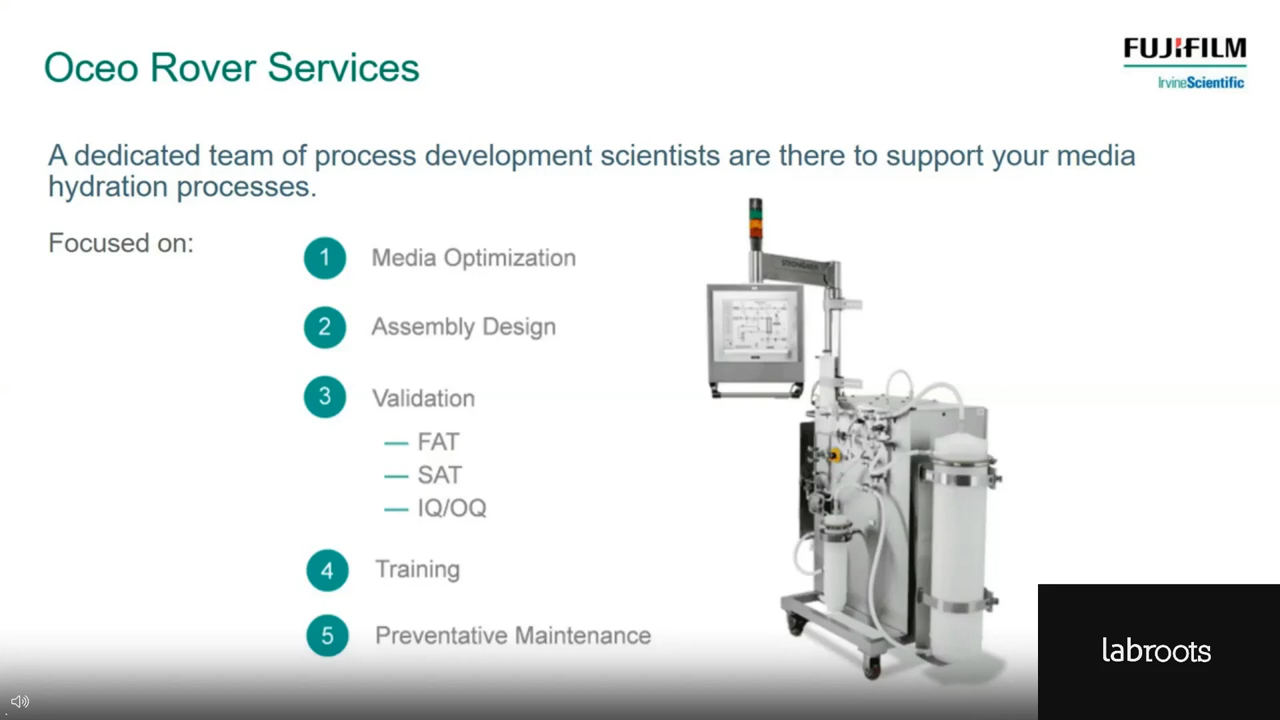 Oceo Rover Services
FUJIFILM
IrvineScientific
A dedicated team of process development scientists are there to support your media
hydration processes.
Focused on:
1 Media Optimization
2 Assembly Design
3 Validation
— FAT
— SAT
— IQ/OQ
4 Training
5 Preventative Maintenance
labroots